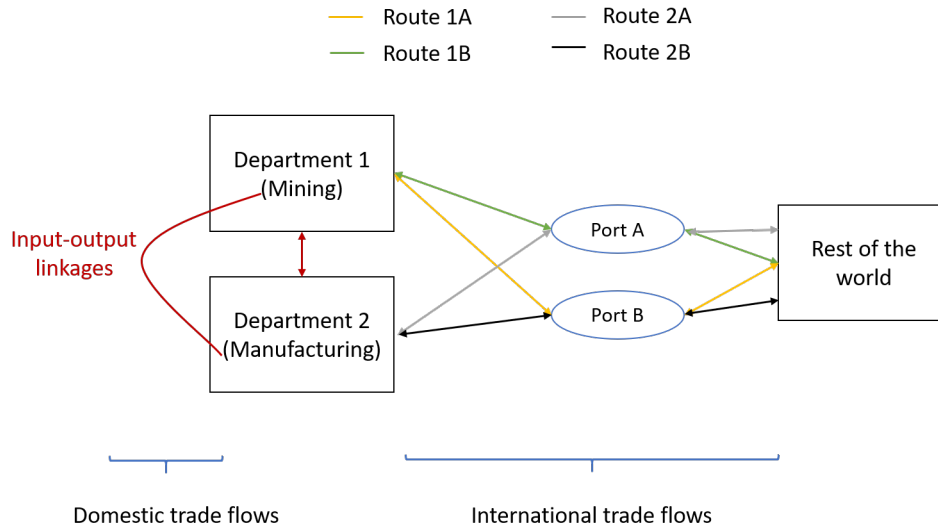 Route 1A
Route 2A
Route 1B
Route 2B
Department 1
(Mining)
Input-output
linkages
Port A
Rest of the
world
Department 2
(Manufacturing)
Port B
Domestic trade flows
International trade flows